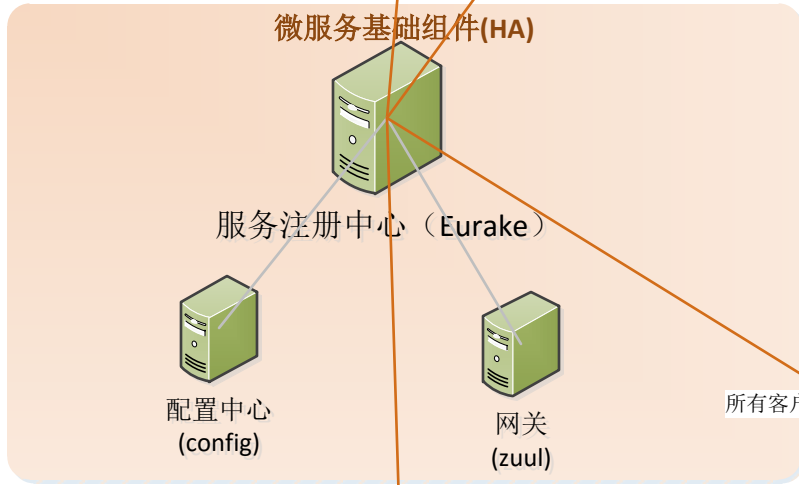 微服务基础组件(HA)
服务注册中心（Eurake）
配置中心
(config)
网关
(zuul)
所有客户